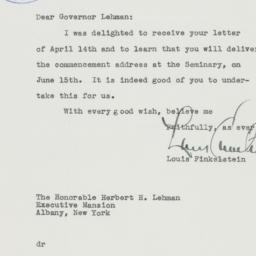 Dear Governor Lehman:
I was delighted to receive your letter
of April 14th and to learn that you will deliver
the commencement address at the Seminary, on
June 15th. It is indeed good of you to under-
take this for us.
With every good wish, believe me
Faithfully, as ever
Louis Finkelstein
Louis Finkelstein
The Honorable Herbert H. Lehman
Executive Mansion
Albany, New York
dr